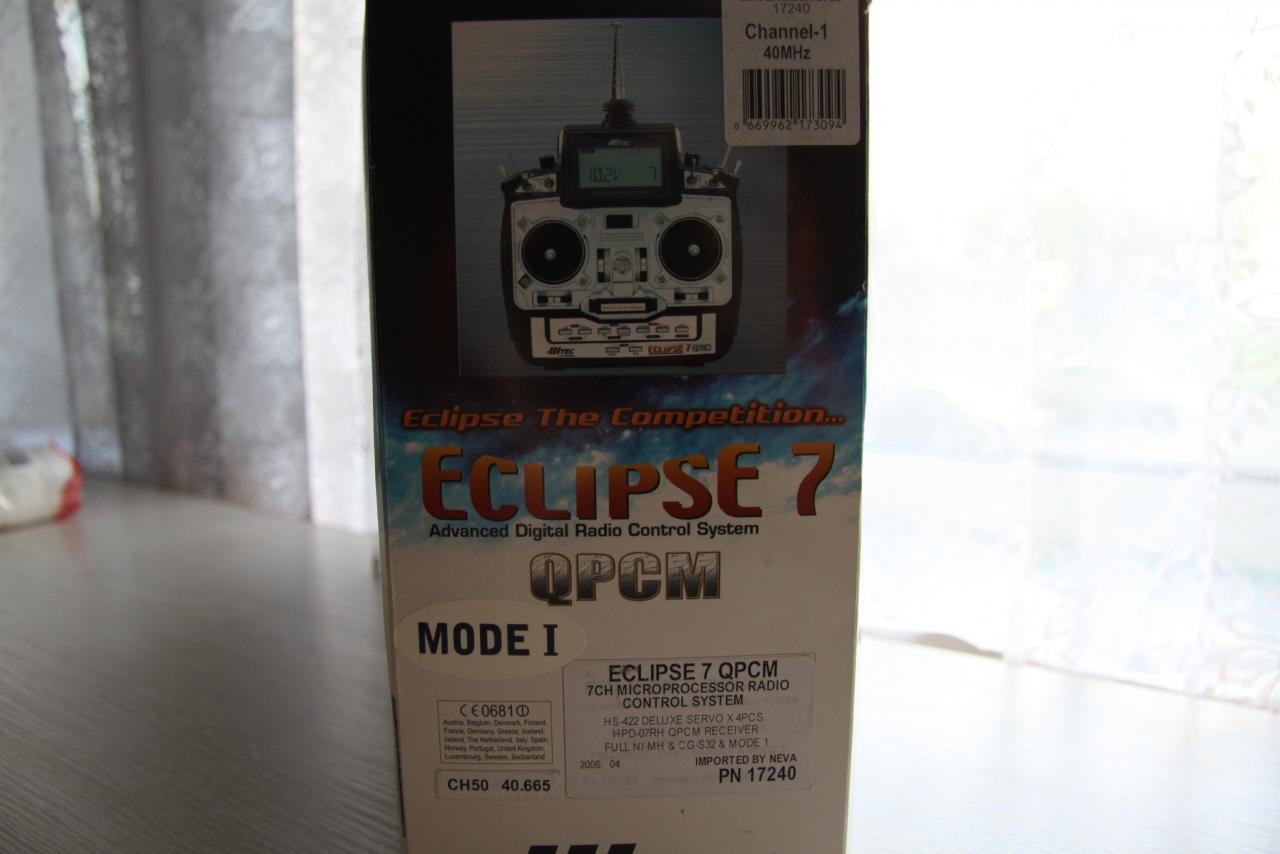 17240
Channel-1
40MHz
0 669962 173094
HITEC
10.2V 7
HITEC
ECLIPSE 7
Eclipse The Competition...
ECLIPSE 7
Advanced Digital Radio Control System
QPCM
MODE I
ECLIPSE 7 QPCM
7CH MICROPROCESSOR RADIO
CONTROL SYSTEM
HS-422 DELUXE SERVO X 4PCS
HPD-07RH QPCM RECEIVER
FULL NI-MH & CG-S32 & MODE 1
2006. 04 IMPORTED BY NEVA
PN 17240
CE0681
Austria, Belgium, Denmark, Finland,
France, Germany, Greece, Iceland,
Ireland, The Netherland, Italy, Spain,
Norway, Portugal, United Kingdom,
Luxembourg, Sweden, Switzerland
CH50 40.665